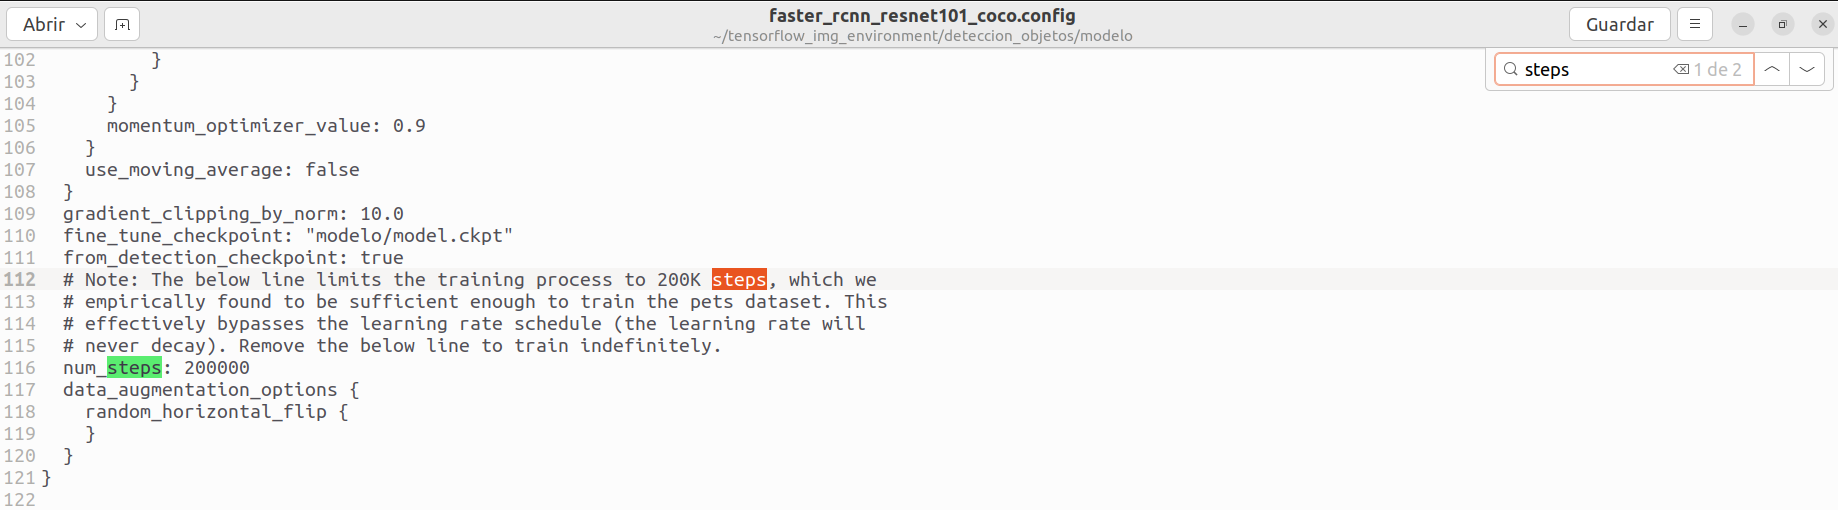 Abrir
faster_rcnn_resnet101_coco.config
~/tensorflow_img_environment/deteccion_objetos/modelo
Guardar
steps
1 de 2
102 }
103 }
104 }
105 momentum_optimizer_value: 0.9
106 }
107 use_moving_average: false
108 }
109 gradient_clipping_by_norm: 10.0
110 fine_tune_checkpoint: "modelo/model.ckpt"
111 from_detection_checkpoint: true
112 # Note: The below line limits the training process to 200K steps, which we
113 # empirically found to be sufficient enough to train the pets dataset. This
114 # effectively bypasses the learning rate schedule (the learning rate will
115 # never decay). Remove the below line to train indefinitely.
116 num_steps: 200000
117 data_augmentation_options {
118 random_horizontal_flip {
119 }
120 }
121 }
122